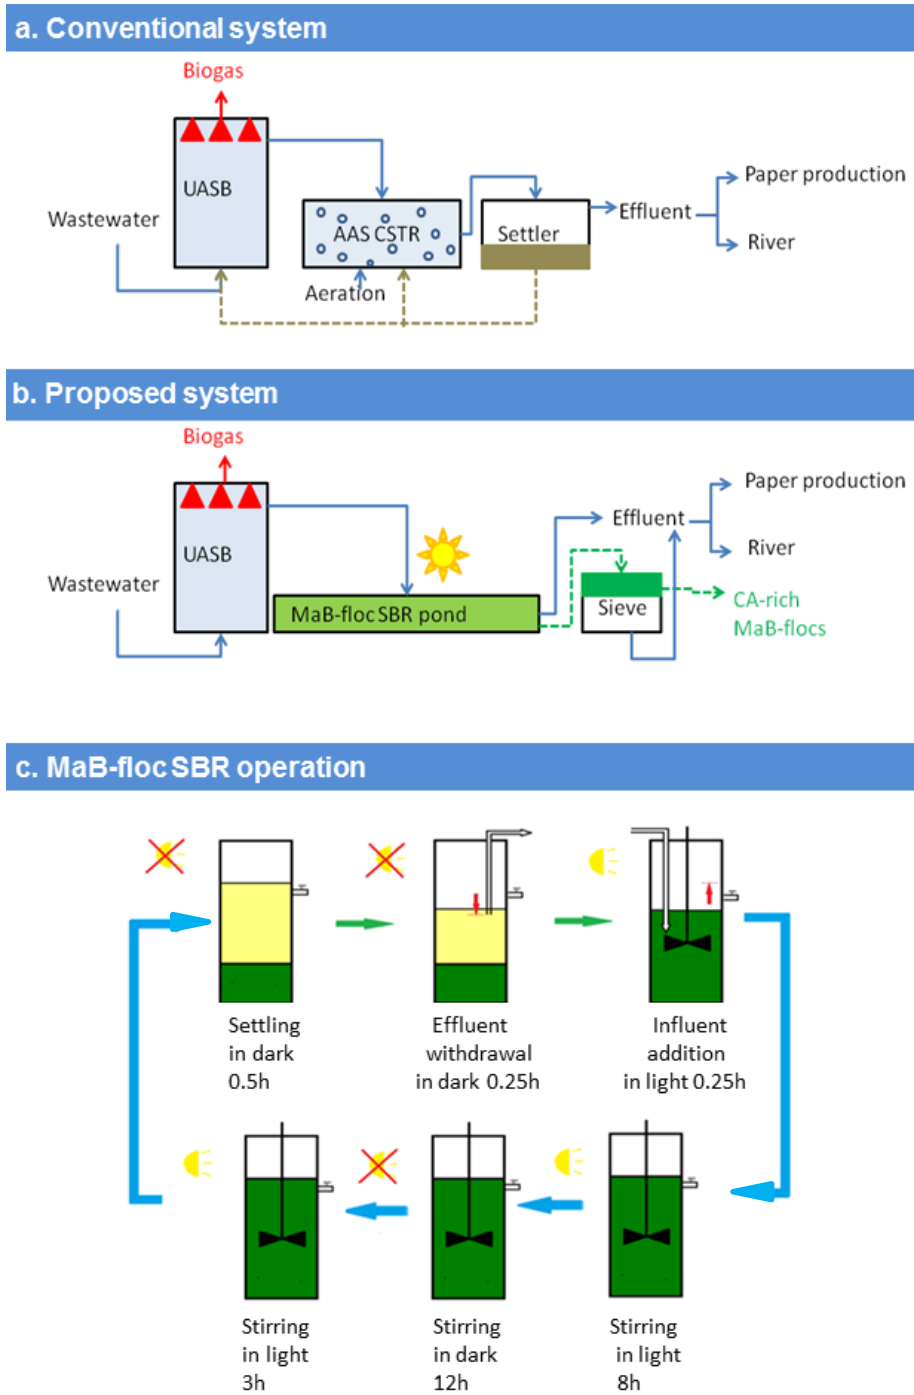 a. Conventional system
Biogas
UASB
Wastewater
AAS CSTR
Aeration
Settler
Effluent
Paper production
River
b. Proposed system
Biogas
UASB
Wastewater
MaB-floc SBR pond
Effluent
Sieve
Paper production
River
CA-rich
MaB-flocs
c. MaB-floc SBR operation
Settling
in dark
0.5h
Effluent
withdrawal
in dark 0.25h
Influent
addition
in light 0.25h
Stirring
in light
3h
Stirring
in dark
12h
Stirring
in light
8h